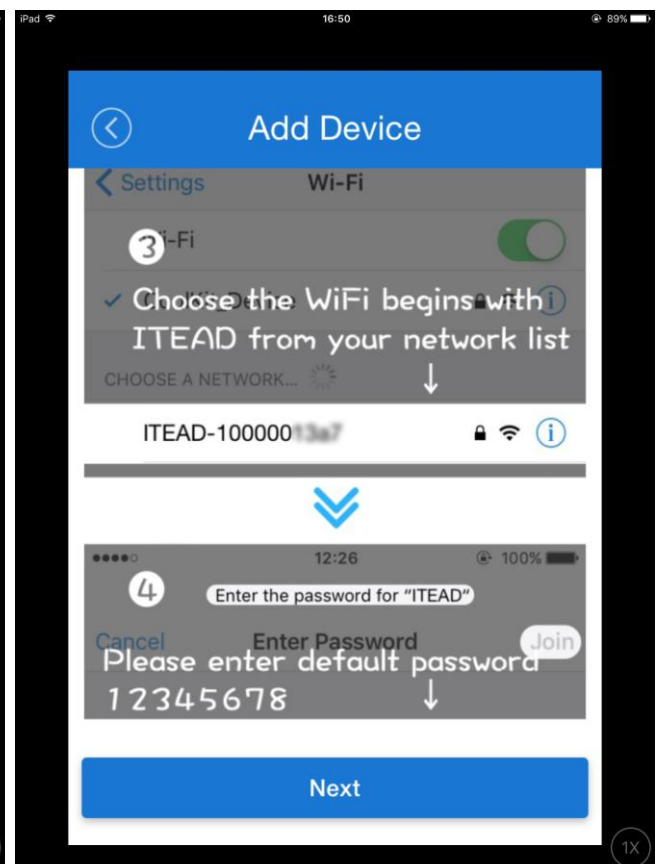 iPad 16:50 89%
Add Device
Settings Wi-Fi
3 -Fi
Choose the WiFi begins with
ITEAD from your network list
CHOOSE A NETWORK...
ITEAD-100000
12:26 100%
4 Enter the password for “ITEAD“
Cancel Enter Password Join
Please enter default password
12345678
Next
1X